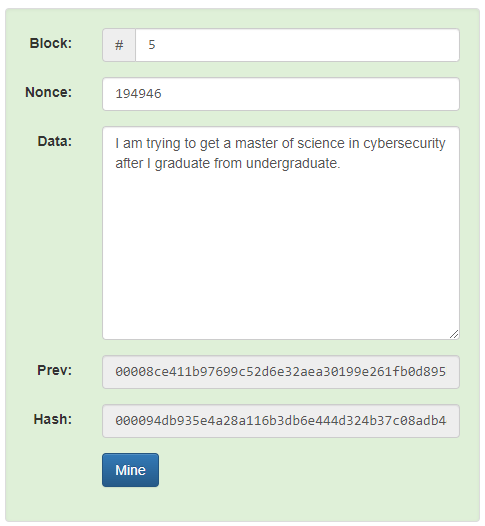 Block: # 5
Nonce: 194946
Data: I am trying to get a master of science in cybersecurity
after I graduate from undergraduate.
Prev: 00008ce411b97699c52d6e32aea30199e261fb0d895
Hash: 000094db935e4a28a116b3db6e444d324b37c08adb4
Mine